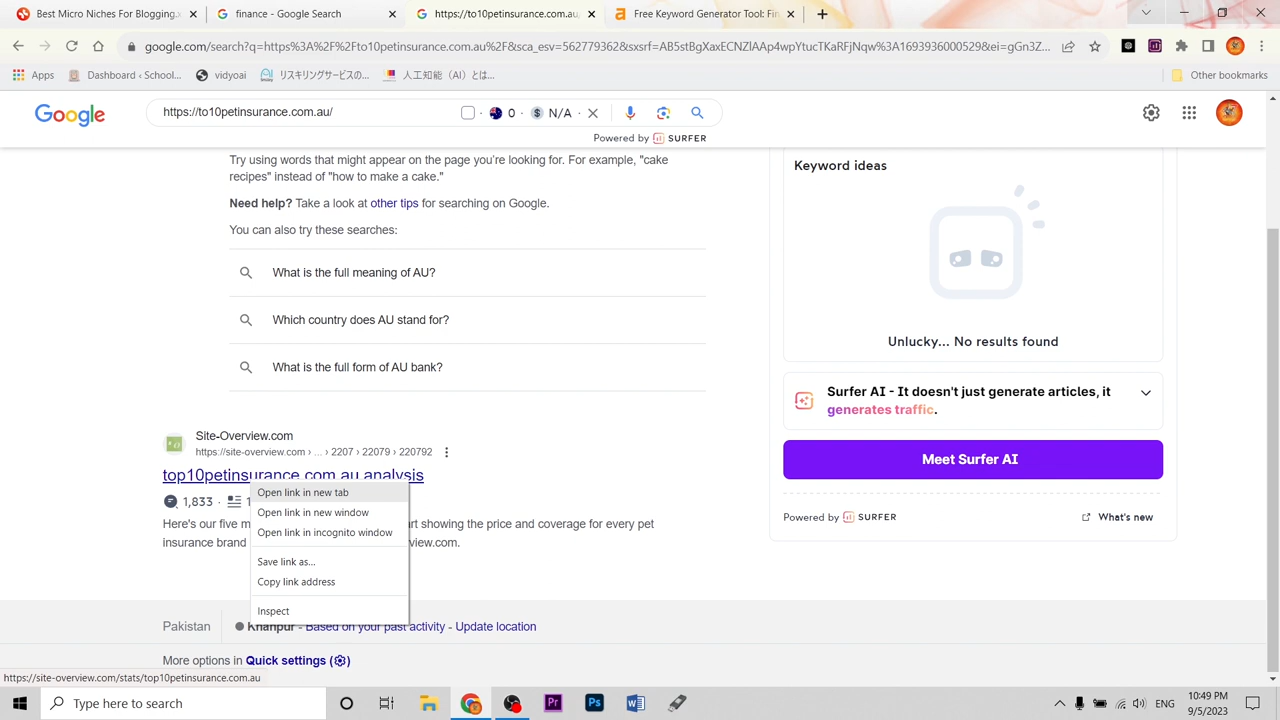 Best Micro Niches For Blogging.
finance - Google Search
https://to10petinsurance.com.au
Free Keyword Generator Tool: Fin
google.com/search?q=https%3A%2F%2Fto10petinsurance.com.au%2F&sca_esv=562779362&sxsrf=AB5stBgXaxECNZlAAp4wpYtucTKaRFjNqw%3A1693936000529&ei=gGn3Z...
Apps
Dashboard ‹ School...
vidyoai
リスキリングサービスの...
人工知能（AI）とは...
Other bookmarks
Google
https://to10petinsurance.com.au/
0 · N/A ·
Powered by SURFER
Try using words that might appear on the page you're looking for. For example, "cake
recipes" instead of "how to make a cake."
Need help? Take a look at other tips for searching on Google.
You can also try these searches:
What is the full meaning of AU?
Which country does AU stand for?
What is the full form of AU bank?
Site-Overview.com
https://site-overview.com › ... › 2207 › 22079 › 220792
top10petinsurance.com.au analysis
1,833 ·
Here's our five m
art showing the price and coverage for every pet
insurance brand
view.com.
Open link in new tab
Open link in new window
Open link in incognito window
Save link as...
Copy link address
Inspect
Keyword ideas
Unlucky... No results found
Surfer AI - It doesn't just generate articles, it
generates traffic.
Meet Surfer AI
Powered by SURFER
What's new
Pakistan
Khanpur - Based on your past activity - Update location
More options in Quick settings
https://site-overview.com/stats/top10petinsurance.com.au
Type here to search
Pr
Ps
ENG
10:49 PM
9/5/2023